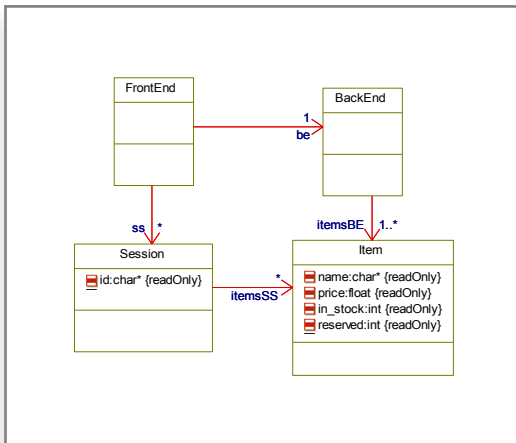 FrontEnd
BackEnd
1
be
ss *
itemsBE 1..*
Session
id:char* {readOnly}
*
itemsSS
Item
name:char* {readOnly}
price:float {readOnly}
in_stock:int {readOnly}
reserved:int {readOnly}